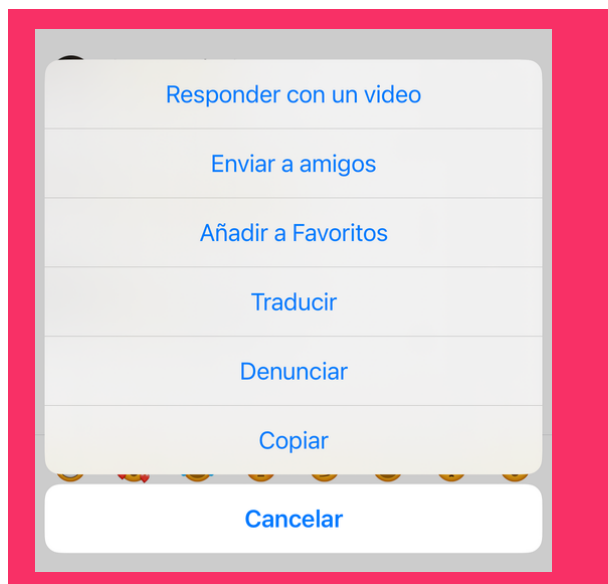 Responder con un video
Enviar a amigos
Añadir a Favoritos
Traducir
Denunciar
Copiar
Cancelar